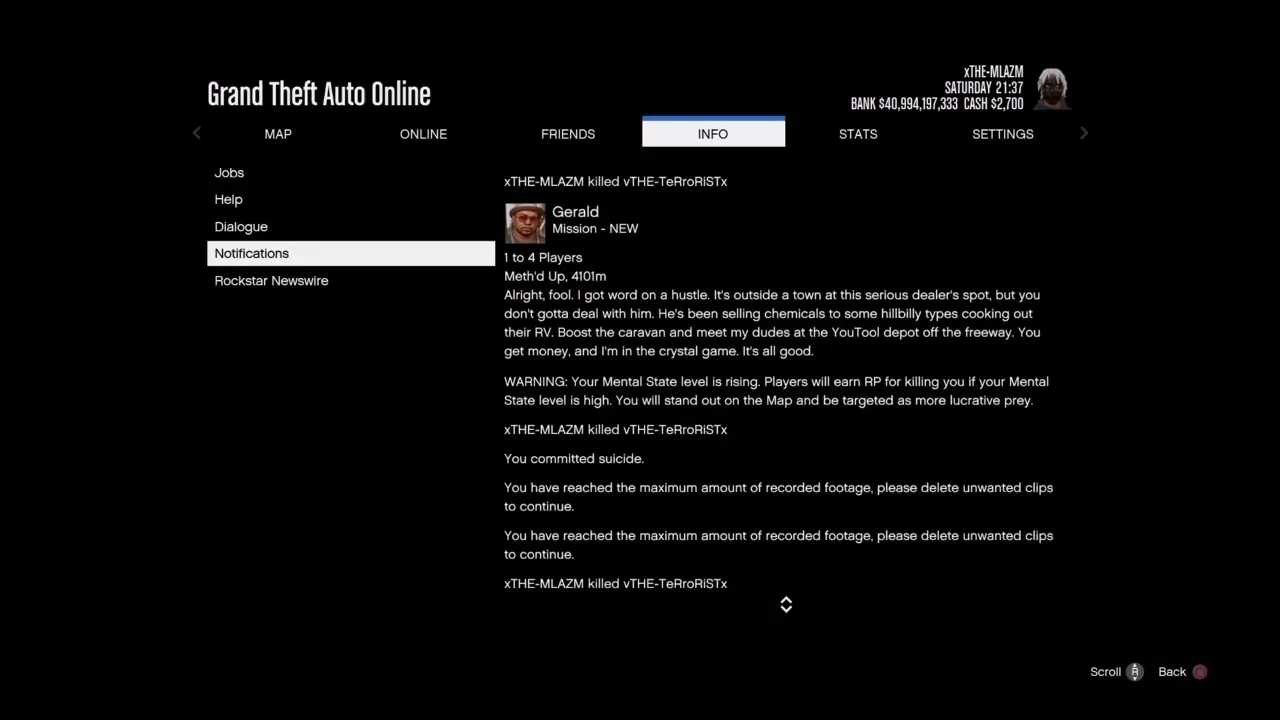 Grand Theft Auto Online
xTHE-MLAZM
SATURDAY 21:37
BANK $40,994,197,333 CASH $2,700
MAP
ONLINE
FRIENDS
INFO
STATS
SETTINGS
Jobs
Help
Dialogue
Notifications
Rockstar Newswire
xTHE-MLAZM killed vTHE-TeRroRiSTx
Gerald
Mission - NEW
1 to 4 Players
Meth'd Up, 4101m
Alright, fool. I got word on a hustle. It's outside a town at this serious dealer's spot, but you
don't gotta deal with him. He's been selling chemicals to some hillbilly types cooking out
their RV. Boost the caravan and meet my dudes at the YouTool depot off the freeway. You
get money, and I'm in the crystal game. It's all good.
WARNING: Your Mental State level is rising. Players will earn RP for killing you if your Mental
State level is high. You will stand out on the Map and be targeted as more lucrative prey.
xTHE-MLAZM killed vTHE-TeRroRiSTx
You committed suicide.
You have reached the maximum amount of recorded footage, please delete unwanted clips
to continue.
You have reached the maximum amount of recorded footage, please delete unwanted clips
to continue.
xTHE-MLAZM killed vTHE-TeRroRiSTx
Scroll R Back